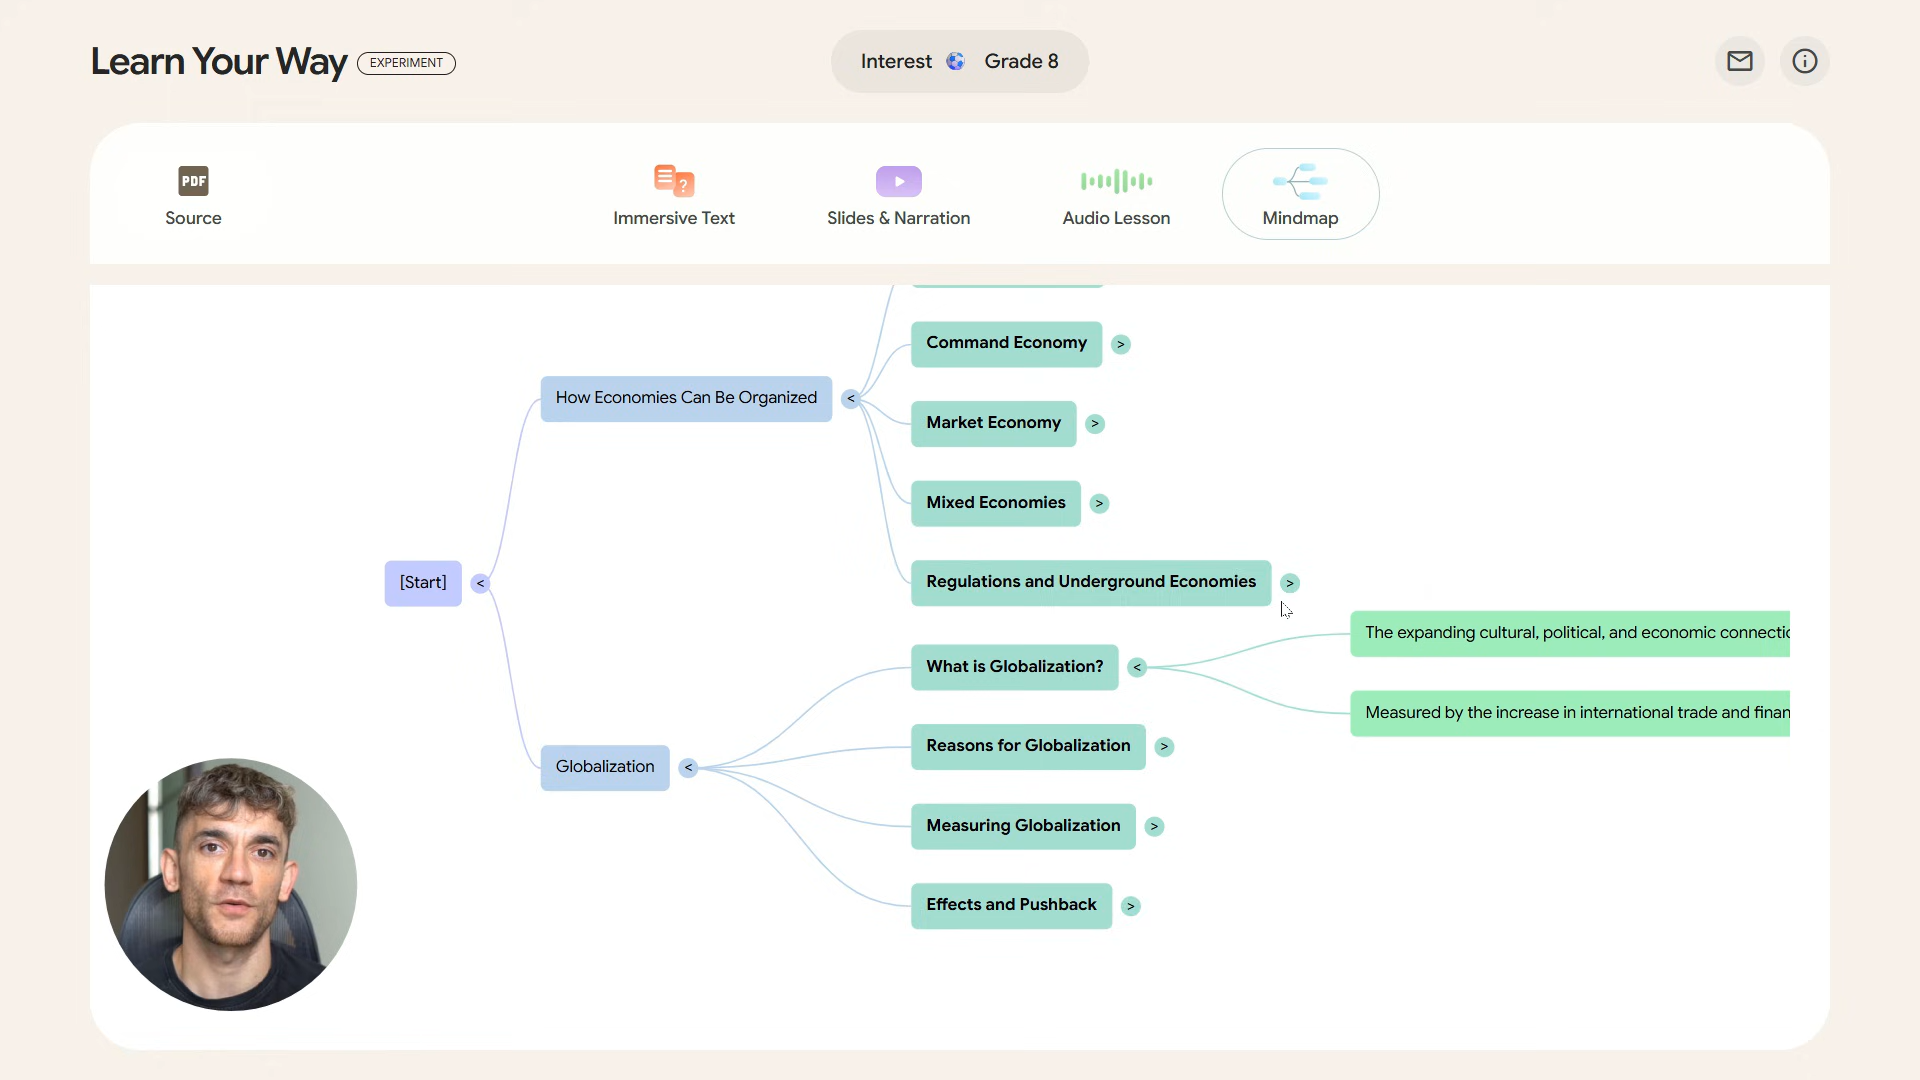 Learn Your Way
EXPERIMENT
Interest Grade 8
PDF
Source
Immersive Text
Slides & Narration
Audio Lesson
Mindmap
Command Economy >
How Economies Can Be Organized <
Market Economy >
Mixed Economies >
[Start] <
Regulations and Underground Economies >
The expanding cultural, political, and economic
What is Globalization? <
Measured by the increase in international trade and
Reasons for Globalization >
Globalization <
Measuring Globalization >
Effects and Pushback >